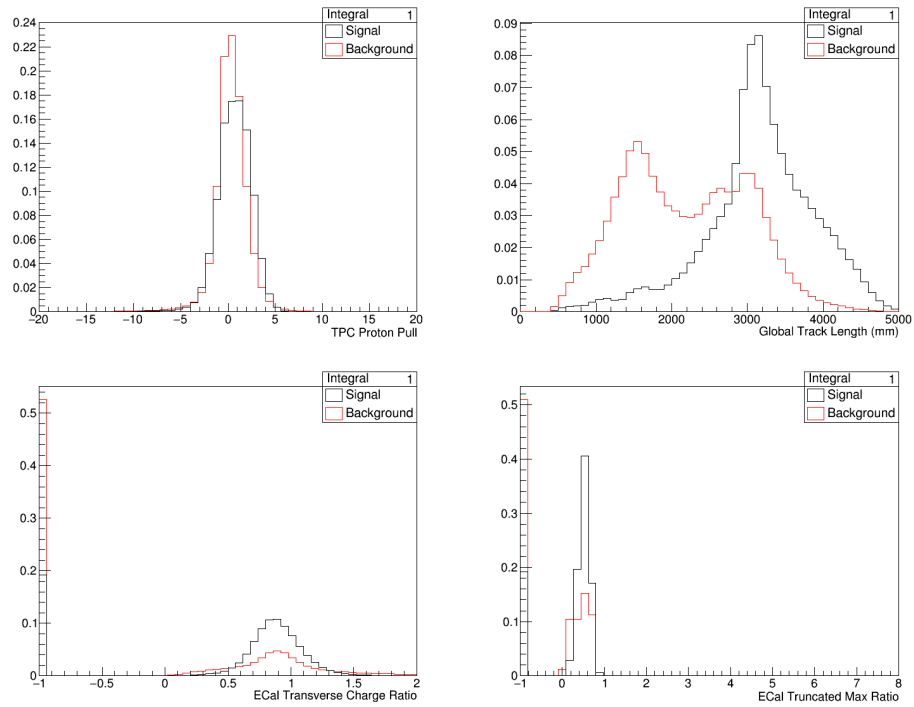 Integral 1
Signal
Background
0.24
0.22
0.2
0.18
0.16
0.14
0.12
0.1
0.08
0.06
0.04
0.02
0
−20 −15 −10 −5 0 5 10 15 20
TPC Proton Pull
Integral 1
Signal
Background
0.09
0.08
0.07
0.06
0.05
0.04
0.03
0.02
0.01
0
0 1000 2000 3000 4000 5000
Global Track Length (mm)
Integral 1
Signal
Background
0.5
0.4
0.3
0.2
0.1
0
−1 −0.5 0 0.5 1 1.5 2
ECal Transverse Charge Ratio
Integral 1
Signal
Background
0.5
0.4
0.3
0.2
0.1
0
−1 0 1 2 3 4 5 6 7 8
ECal Truncated Max Ratio